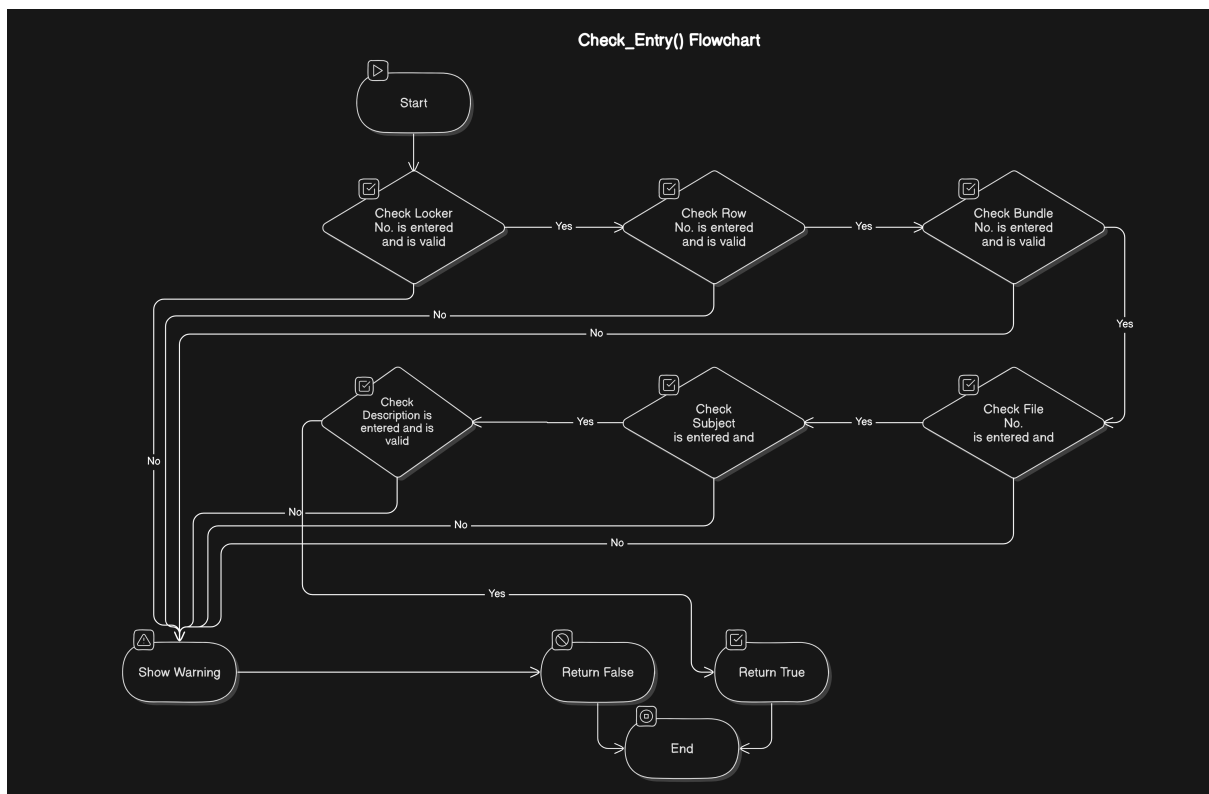 Check_Entry() Flowchart
Start
Check Locker
No. is entered
and is valid
Yes
Check Row
No. is entered
and is valid
Yes
Check Bundle
No. is entered
and is valid
No
No
Yes
Check
Description is
entered and is
valid
Yes
Check
Subject
is entered and
Yes
Check File
No.
is entered and
No
No
No
No
Yes
Show Warning
Return False
Return True
End